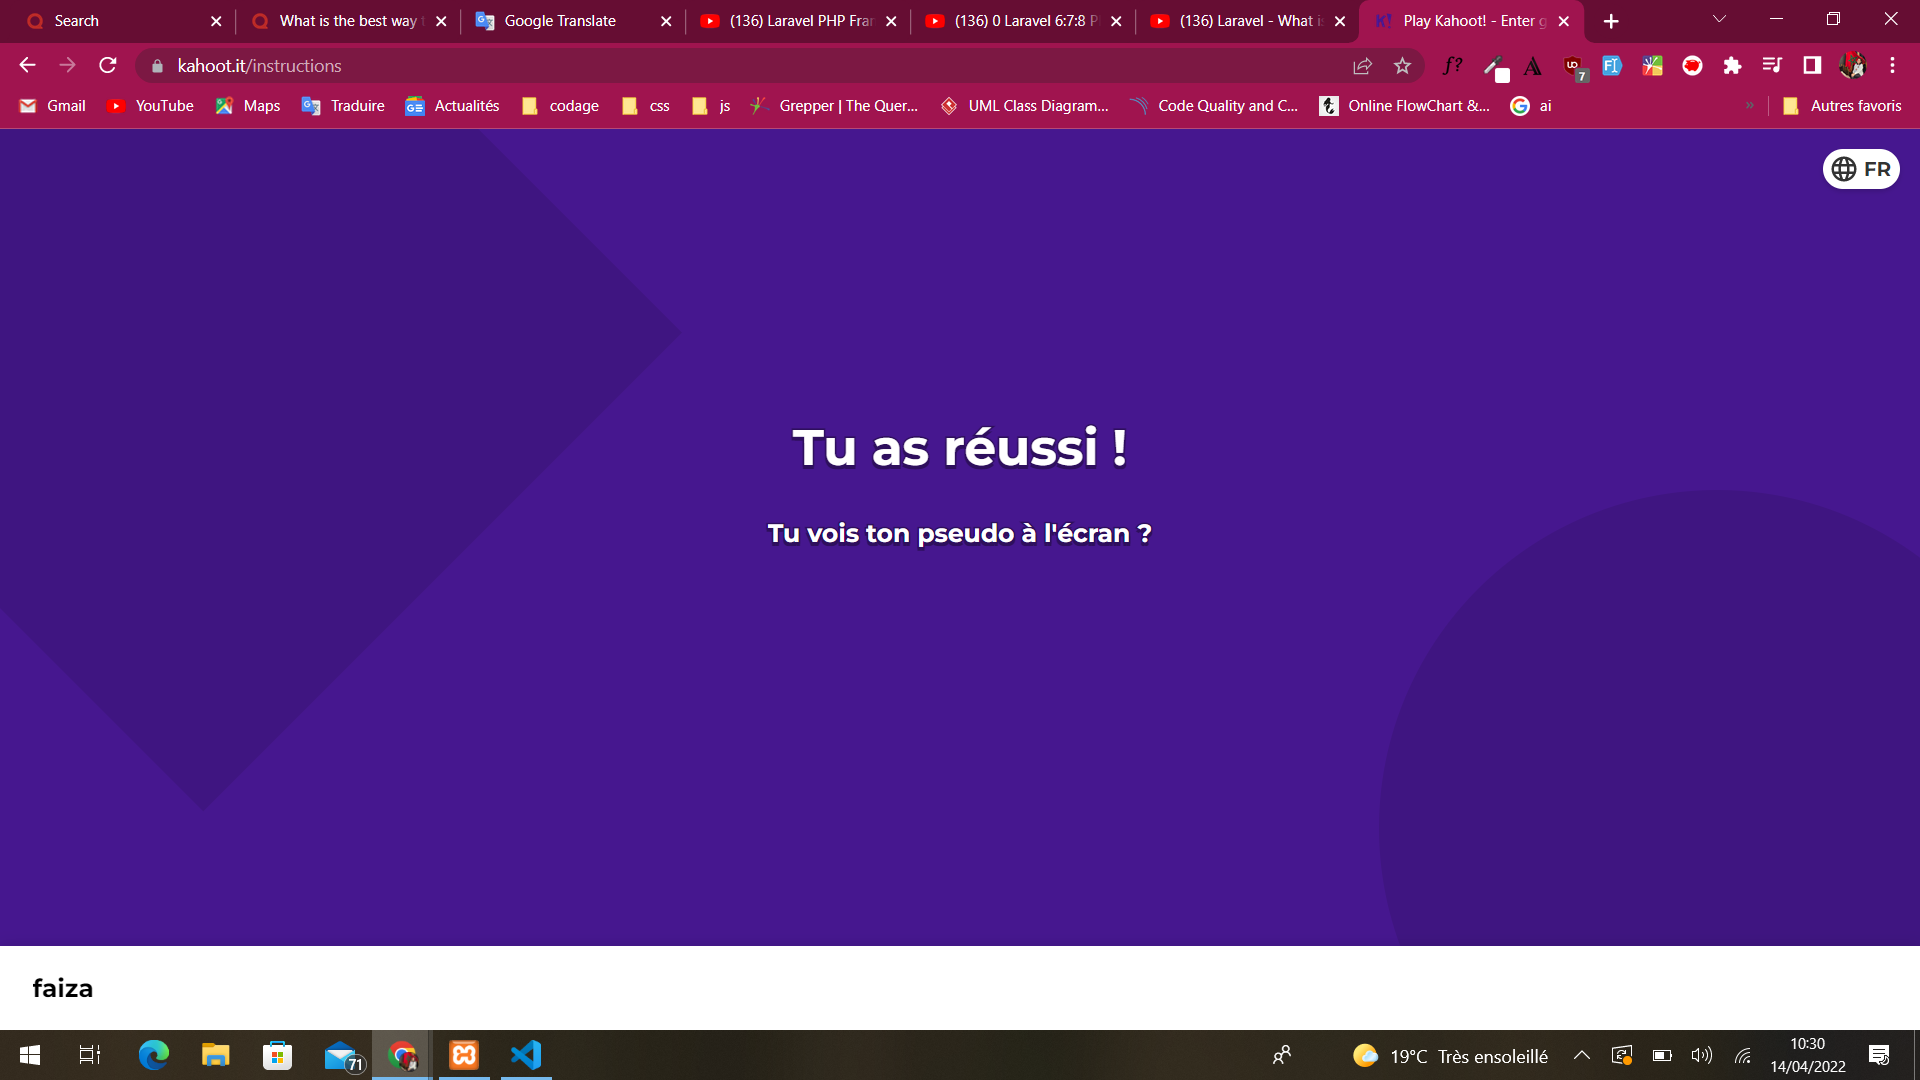 Search
What is the best way t
Google Translate
(136) Laravel PHP Fra
(136) 0 Laravel 6:7:8 P
(136) Laravel - What is
K! Play Kahoot! - Enter g
kahoot.it/instructions
f?
7
Gmail
YouTube
Maps
Traduire
Actualités
codage
css
js
Grepper | The Quer...
UML Class Diagram...
Code Quality and C...
Online FlowChart &...
ai
»
Autres favoris
FR
Tu as réussi !
Tu vois ton pseudo à l'écran ?
faiza
71
19°C Très ensoleillé
10:30
14/04/2022